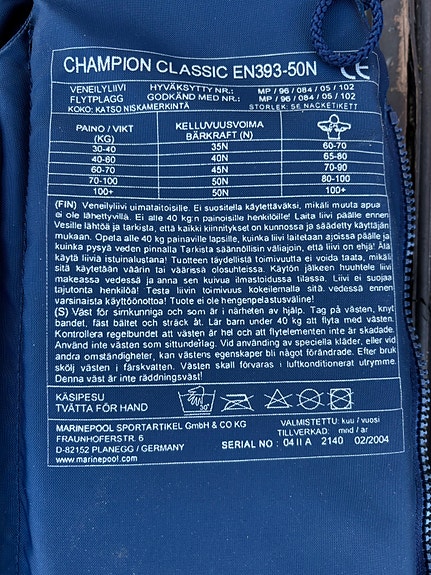 CHAMPION CLASSIC EN393-50N CE
VENEILYLIIVI HYVÄKSYTTY NR.: MP / 96 / 084 / 05 / 102
FLYTPLAGG GODKÄND MED NR.: MP / 96 / 084 / 05 / 102
KOKO: KATSO NISKAMERKINTÄ STORLEK: SE NACKETIKETT
PAINO / VIKT KELLUVUUSVOIMA
(KG) BÄRKRAFT (N)
30-40 35N 60-70
40-60 40N 65-80
60-70 45N 70-90
70-100 50N 80-100
100+ 50N 100+
(FIN) Veneilyliivi uimataitoisille. Ei suositella käytettäväksi, mikäli muuta apua
ei ole lähettyvillä. Ei alle 40 kg:n painoisille henkilöille! Laita liivi päälle ennen
Vesille lähtöä ja tarkista, että kaikki kiinnitykset on kunnossa ja säädetty käyttäjän
mukaan. Opeta alle 40 kg painaville lapsille, kuinka liivi laitetaan ajoissa päälle ja
kuinka pysyä veden pinnalla Tarkista säännöllisin väliajoin, että liivi on ehjä! Älä
käytä liiviä istuinalustana! Tuotteen täydellistä toimivuutta ei voida taata, mikäli
sitä käytetään väärin tai väärissä olosuhteissa. Käytön jälkeen huuhtele liivi
makeassa vedessä ja anna sen kuivua ilmastoidussa tilassa. Liivi ei suojaa
tajutonta henkilöä! Testa liivin toimivuus kokeilemalla sitä vedessä ennen
varsinaista käyttöönottoa! Tuote ei ole hengenpelastusväline!
(S) Väst för simkunniga och som är i närheten av hjälp. Tag på västen, knyt
bandet, fäst bältet och sträck åt. Lär barn under 40 kg att flyta med västen.
Kontrollera regelbundet att västen är hel och att flytelementen inte är skadade.
Använd inte västen som sittunderlag. Vid använding av speciella kläder, eller vid
andra omständigheter, kan västens egenskaper bli något förändrade. Efter bruk
skölj västen i färskvatten. Västen skall förvaras i luftkonditionerat utrymme.
Denna väst är inte räddningsväst!
KÄSIPESU
TVÄTTA FÖR HAND 30°
MARINEPOOL SPORTARTIKEL GmbH & CO KG VALMISTETTU: kuu / vuosi
FRAUNHOFERSTR. 6 TILLVERKAD: mnd / år
D-82152 PLANEGG / GERMANY SERIAL NO : 04 II A 2140 02/2004
www.marinepool.com